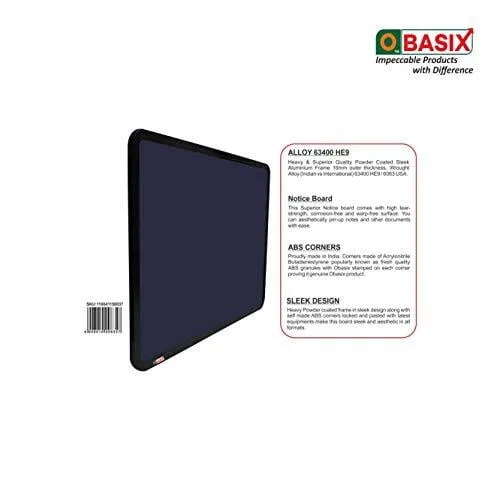 OBASIX
Impeccable Products
with Difference
ALLOY 63400 HE9
Heavy & Superior Quality Powder Coated Sleek
Aluminium Frame 16mm outer thickness, Wrought
Alloy (Indian vs International) 63400 HE9 / 6063 USA.
Notice Board
This Superior Notice board comes with high tear-
strength, corrosion-free and warp-free surface. You
can aesthetically pin-up notes and other documents
with ease.
ABS CORNERS
Proudly made in India. Corners made of Acrylonitrile
Butadienestyrene popularly known as fresh quality
ABS granules with Obasix stamped on each corner
proving it genuine Obasix product.
SLEEK DESIGN
Heavy Powder coated frame in sleek design along with
self made ABS corners locked and pasted with latest
equipments make this board sleek and aesthetic in all
formats.
OBASIX